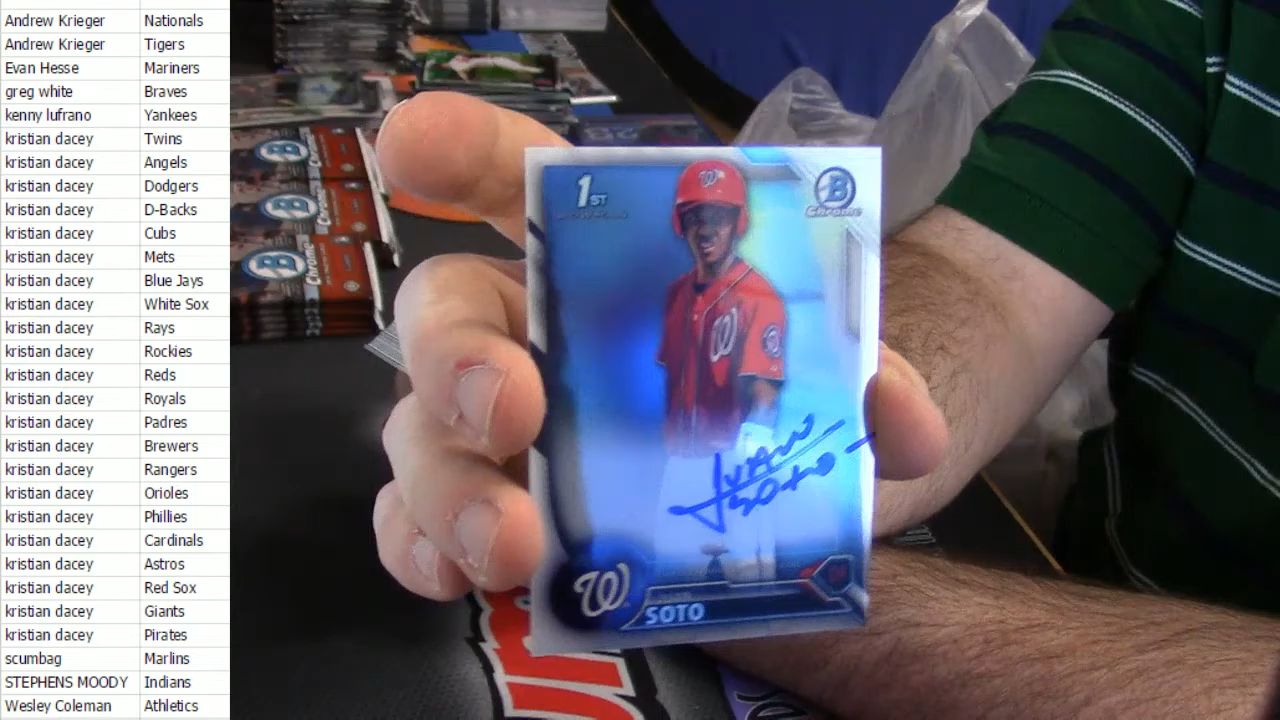 Andrew Krieger Nationals
Andrew Krieger Tigers
Evan Hesse Mariners
greg white Braves
kenny lufrano Yankees
kristian dacey Twins
kristian dacey Angels
kristian dacey Dodgers
kristian dacey D-Backs
kristian dacey Cubs
kristian dacey Mets
kristian dacey Blue Jays
kristian dacey White Sox
kristian dacey Rays
kristian dacey Rockies
kristian dacey Reds
kristian dacey Royals
kristian dacey Padres
kristian dacey Brewers
kristian dacey Rangers
kristian dacey Orioles
kristian dacey Phillies
kristian dacey Cardinals
kristian dacey Astros
kristian dacey Red Sox
kristian dacey Giants
kristian dacey Pirates
scumbag Marlins
STEPHENS MOODY Indians
Wesley Coleman Athletics
B Chrome
B Chrome
B Chrome
1ST
B
Chrome
W
W
Juan
Soto
W
SOTO